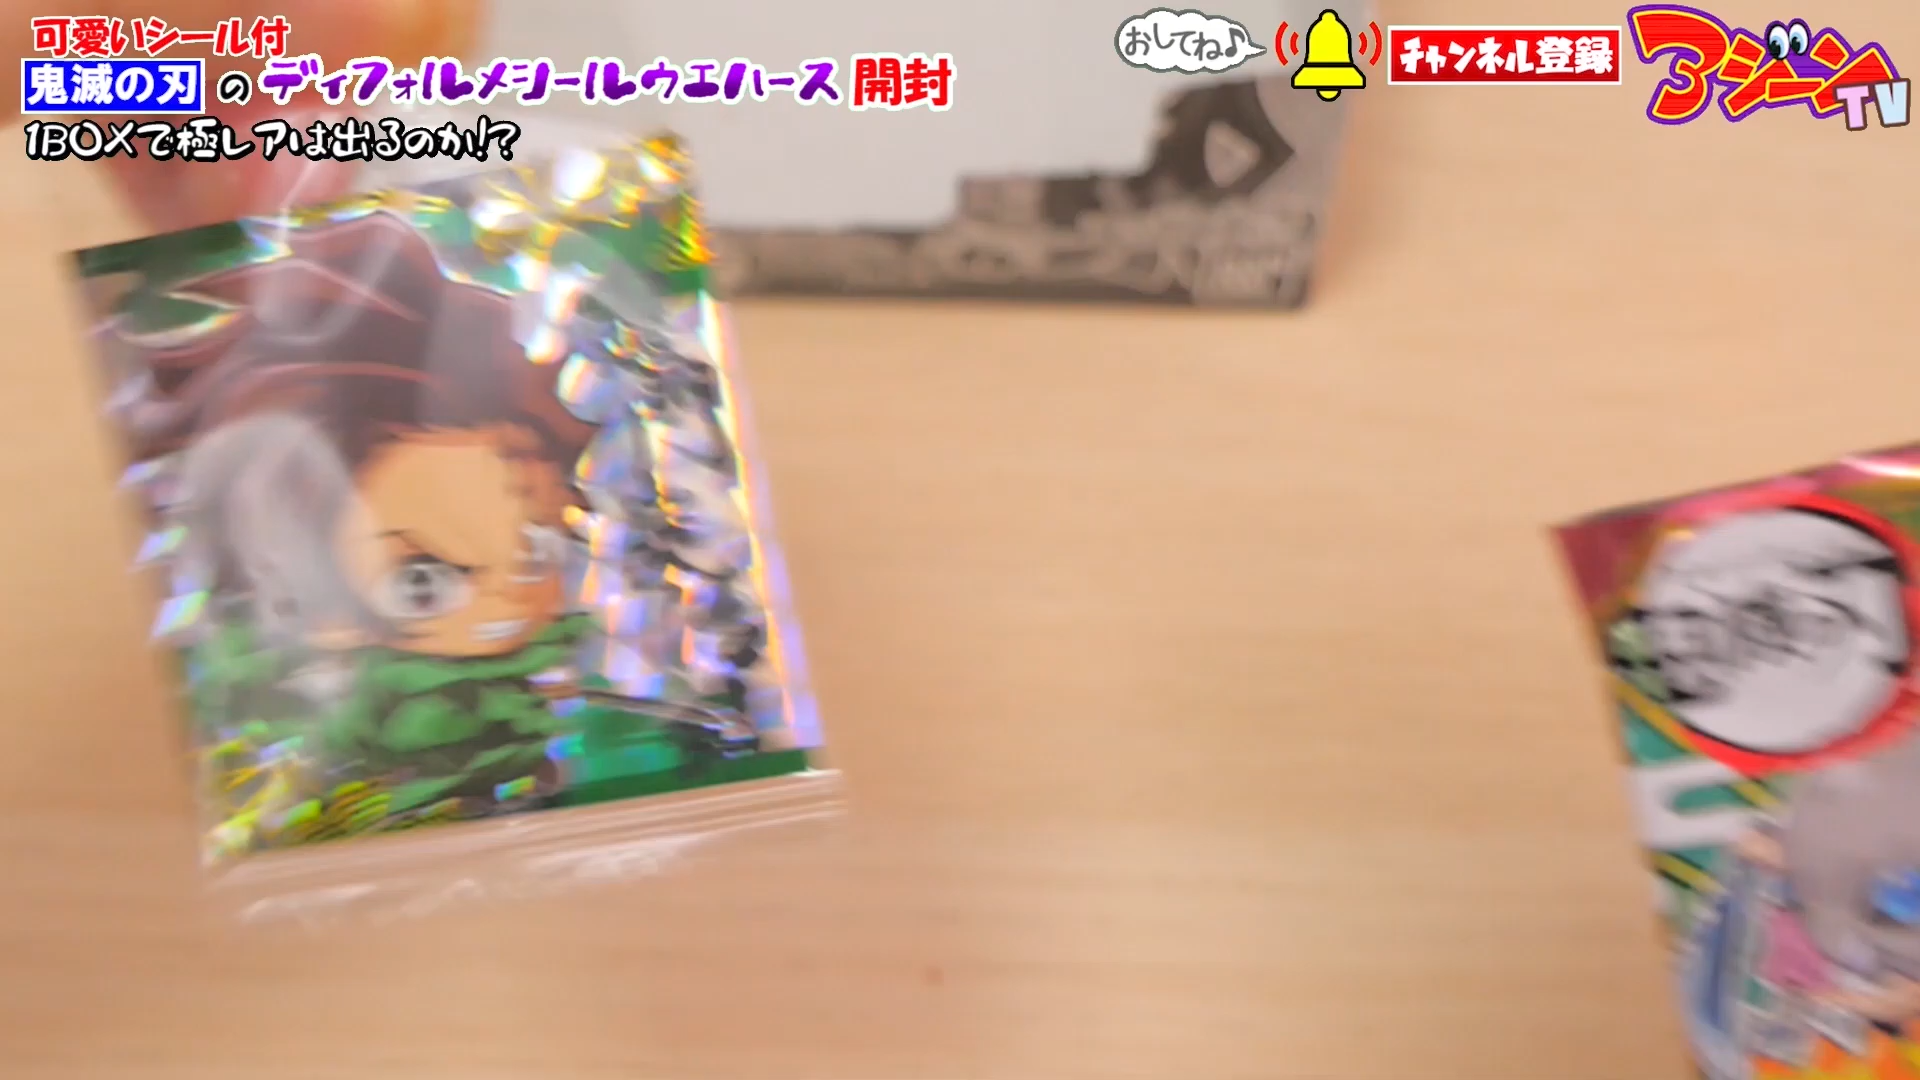 可愛いシール付
鬼滅の刃のディフォルメシールウエハース開封
1BOXで極レアは出るのか!?
おしてね♪
チャンネル登録
3ジーンTV